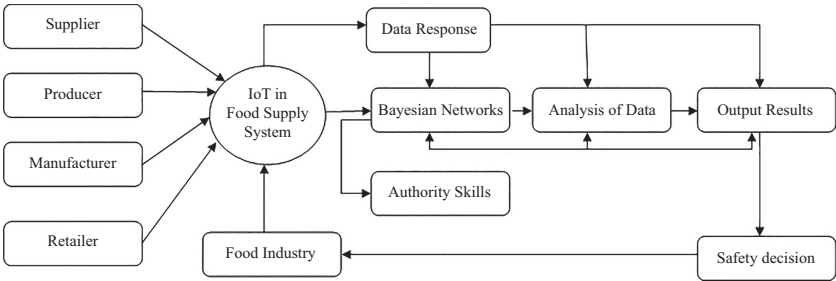 Supplier
Producer
Manufacturer
Retailer
IoT in
Food Supply
System
Data Response
Bayesian Networks
Analysis of Data
Output Results
Authority Skills
Food Industry
Safety decision